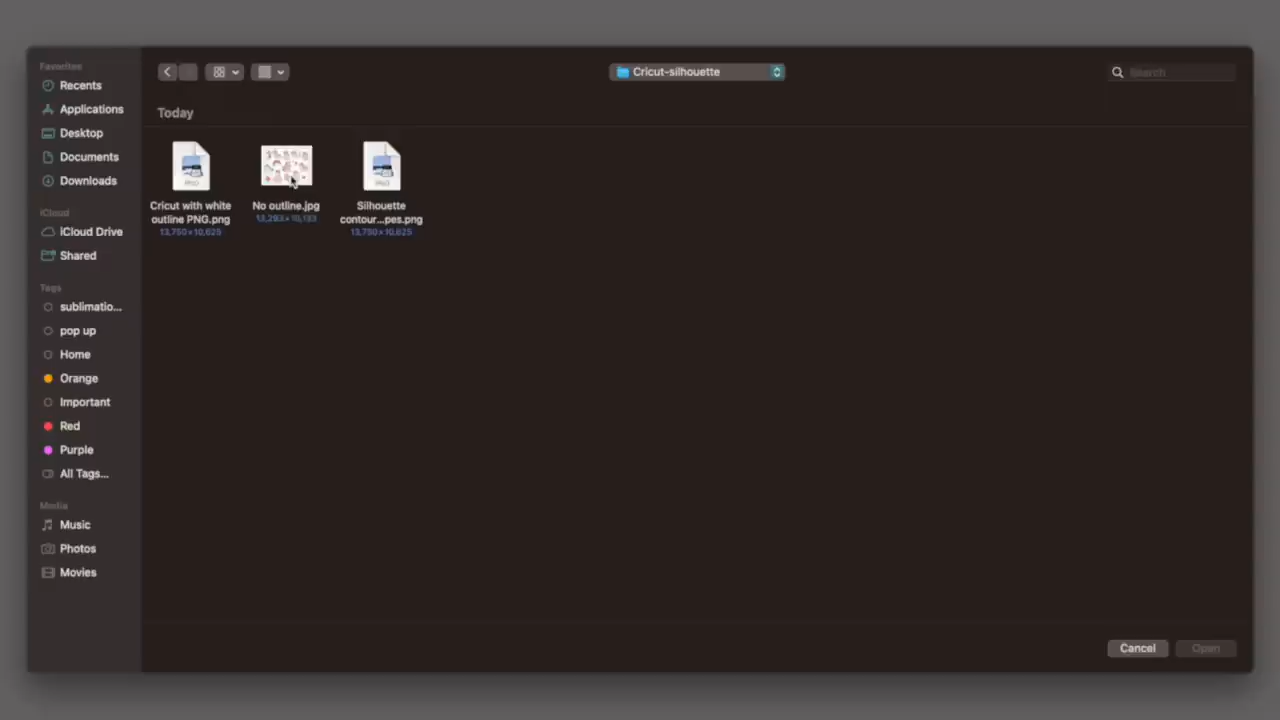 Favorites
Recents
Applications
Desktop
Documents
Downloads
iCloud
iCloud Drive
Shared
Tags
sublimatio...
pop up
Home
Orange
Important
Red
Purple
All Tags...
Media
Music
Photos
Movies
Cricut-silhouette
Search
Today
Cricut with white
outline PNG.png
13,750×10,625
No outline.jpg
Silhouette
contour...pes.png
13,750×10,625
Cancel
Open